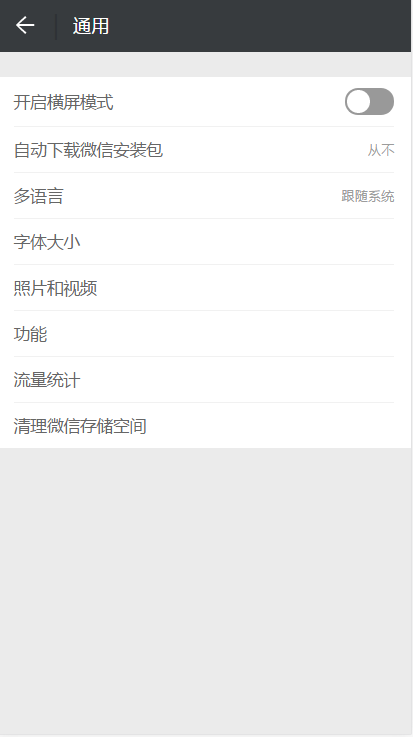 通用
开启横屏模式
自动下载微信安装包 从不
多语言 跟随系统
字体大小
照片和视频
功能
流量统计
清理微信存储空间